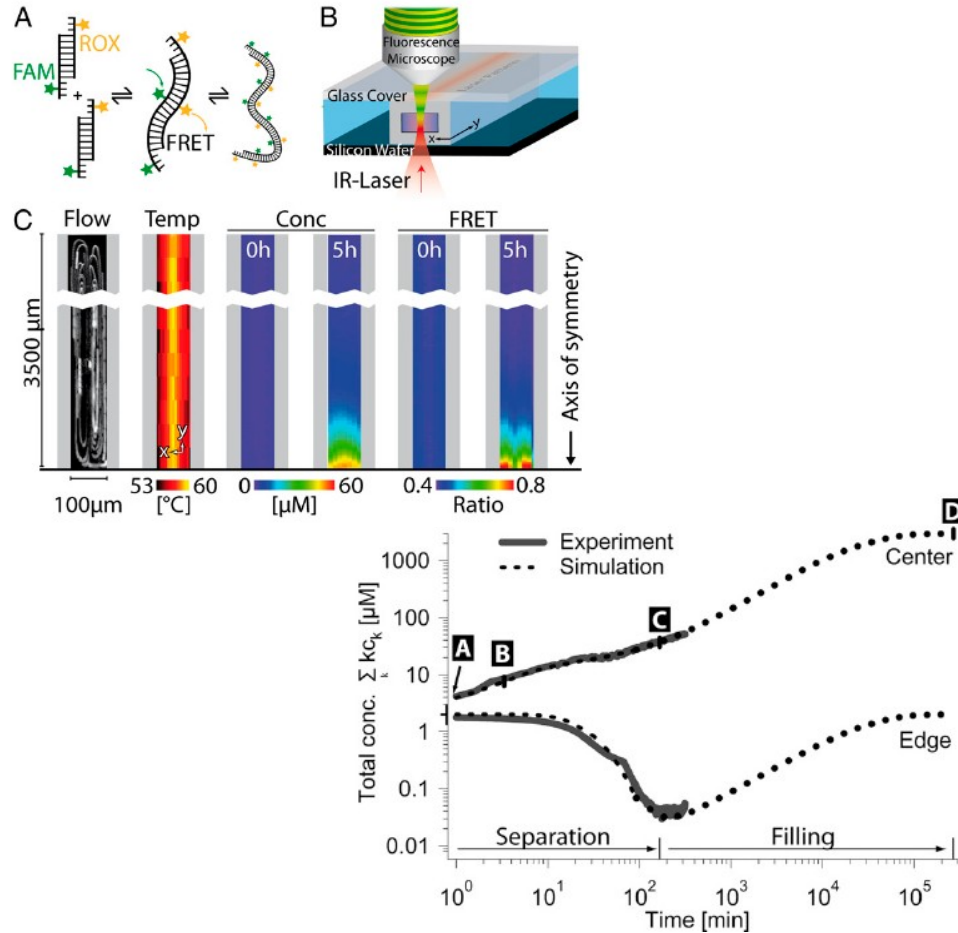 A
ROX
FAM
+
FRET
B
Fluorescence
Microscope
Glass Cover
x
y
Silicon Wafer
IR-Laser
C
Flow
Temp
Conc
FRET
0h
5h
0h
5h
3500 µm
x
y
Axis of symmetry
100µm
53 60
[°C]
0 60
[µM]
0.4 0.8
Ratio
Experiment
Simulation
D
Center
C
A
B
Edge
Total conc. ∑ₖ kcₖ [µM]
1000
100
10
1
0.1
0.01
Separation
Filling
10⁰ 10¹ 10² 10³ 10⁴ 10⁵
Time [min]